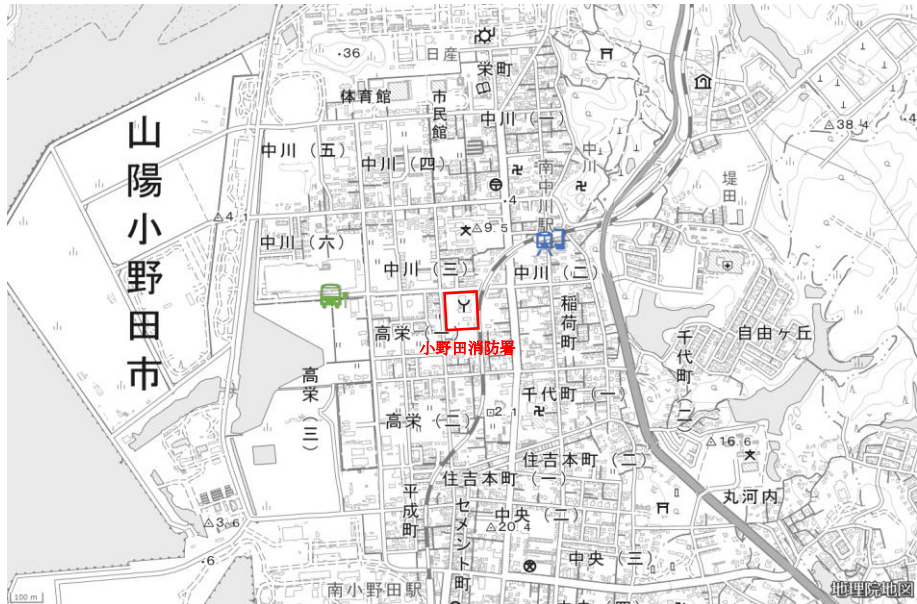 ・36
日産
栄町
体育館
市民館
中川（一）
△38.4
中川（五）
中川（四）
南中川駅
中川
堤田
山陽小野田市
△4.1
・4
△9.5
中川（六）
中川（三）
中川（二）
稲荷町
高栄（一）
小野田消防署
自由ヶ丘
千代町（二）
高栄（三）
千代町（一）
高栄（二）
2.1
△16.6
住吉本町（二）
住吉本町（一）
丸河内
平成町
セメント町
中央（二）
△3.6
△20.4
・6
中央（三）
南小野田駅
100 m
地理院地図